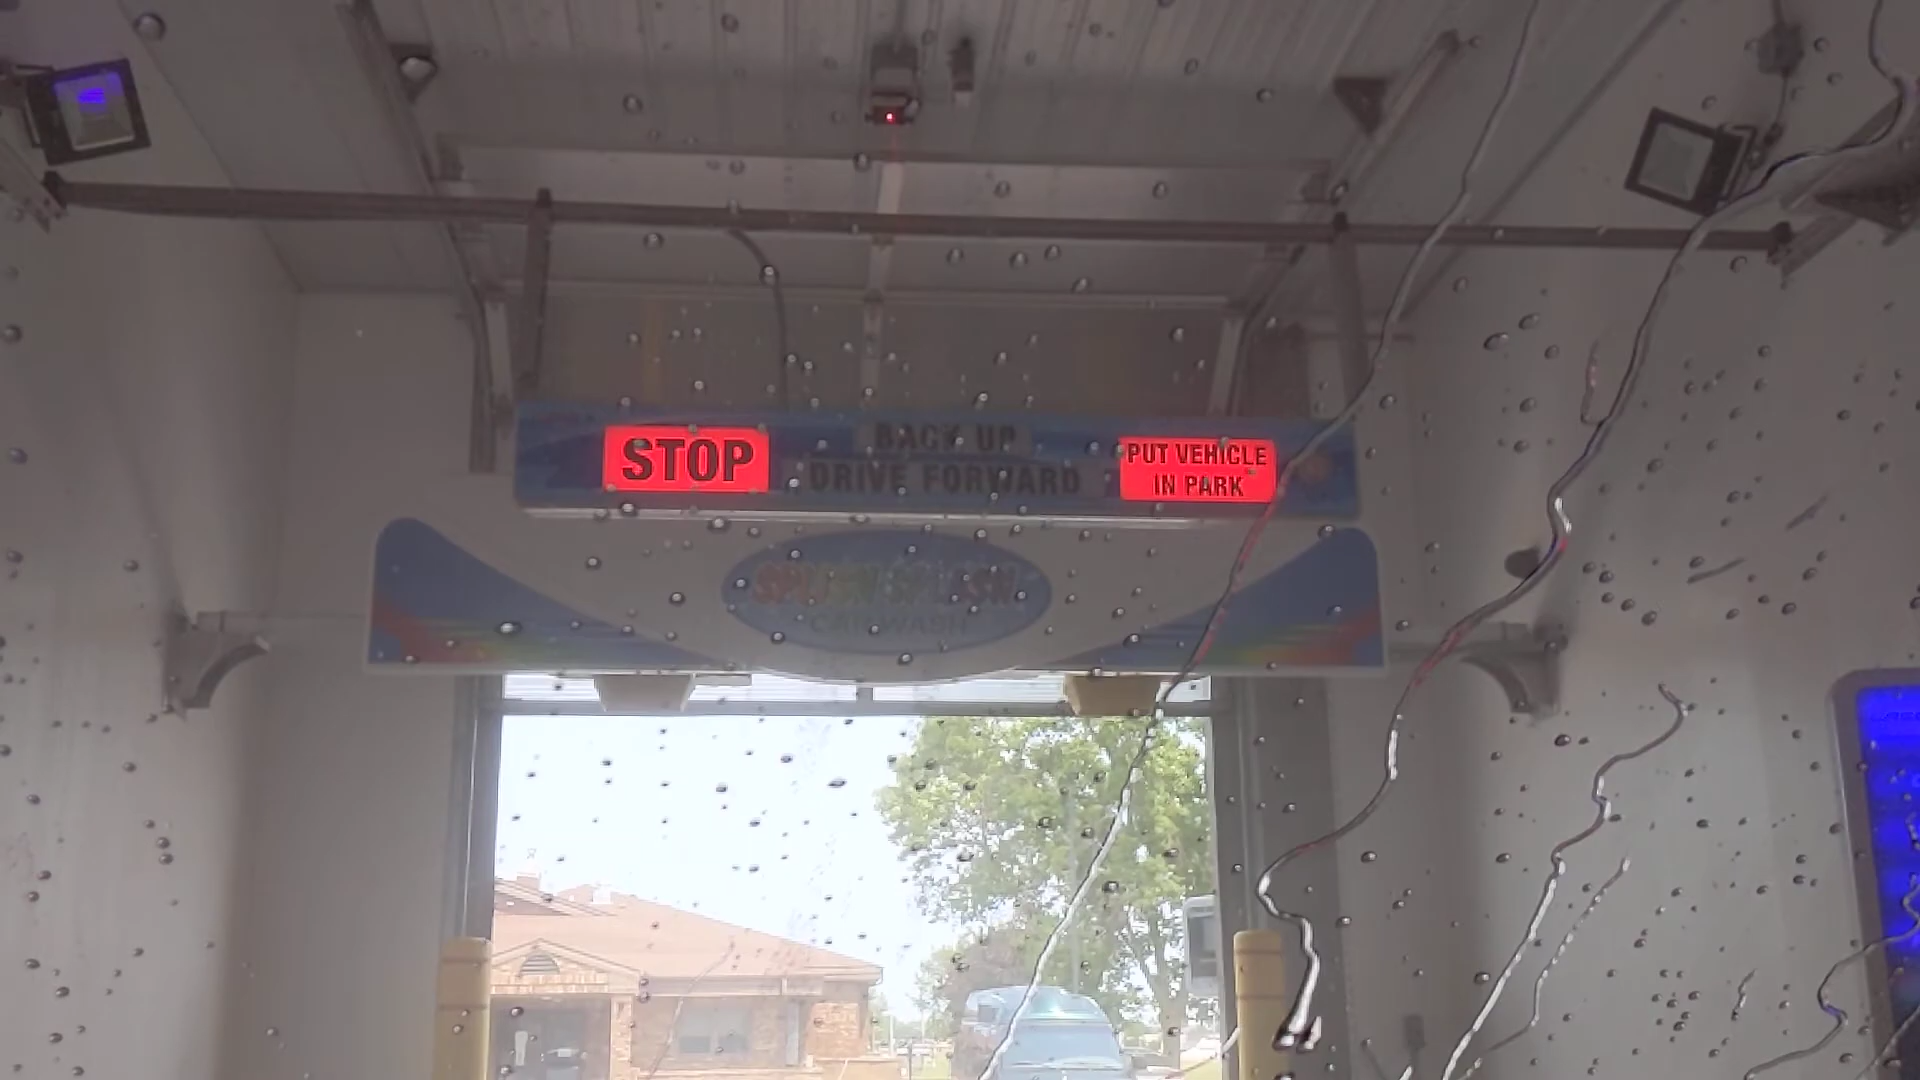 STOP
BACK UP
DRIVE FORWARD
PUT VEHICLE
IN PARK
SPLISH SPLASH
CAR WASH